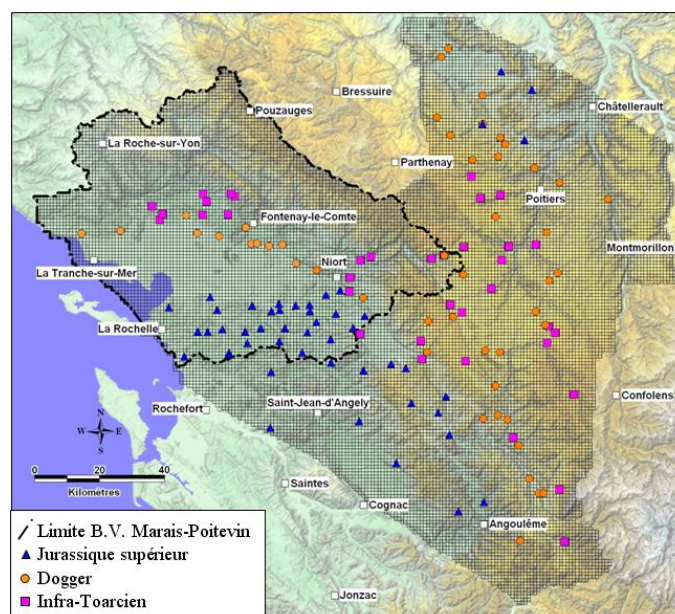 Bressuire
Châtellerault
Pouzauges
La Roche-sur-Yon
Parthenay
Poitiers
Fontenay-le-Comte
Montmorillon
Niort
La Tranche-sur-Mer
La Rochelle
Confolens
Rochefort
Saint-Jean-d'Angely
N
W E
S
0 20 40
Kilomètres
Saintes
Cognac
Angoulême
Jonzac
Limite B.V. Marais-Poitevin
Jurassique supérieur
Dogger
Infra-Toarcien